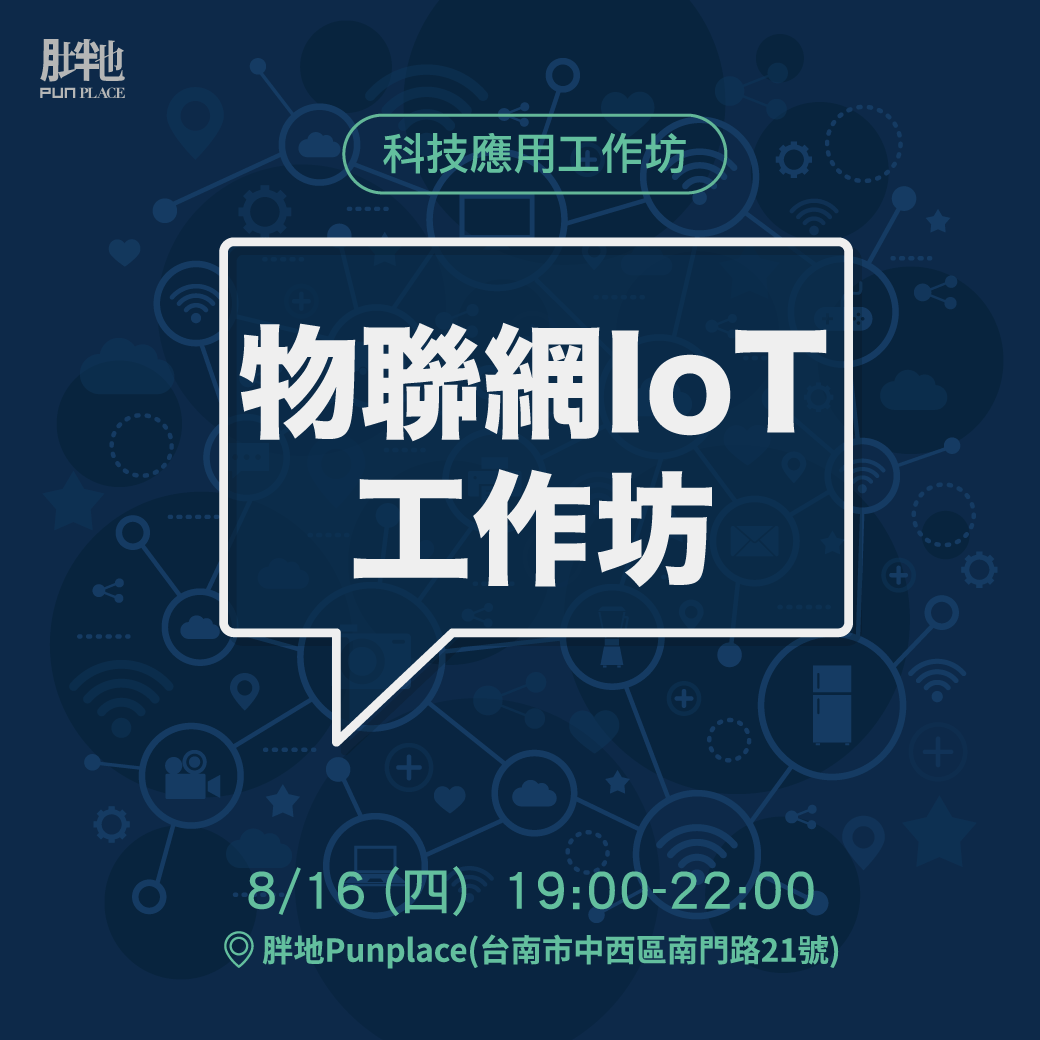 胖地
PUN PLACE
科技應用工作坊
物聯網IoT
工作坊
8/16 (四) 19:00-22:00
胖地Punplace(台南市中西區南門路21號)